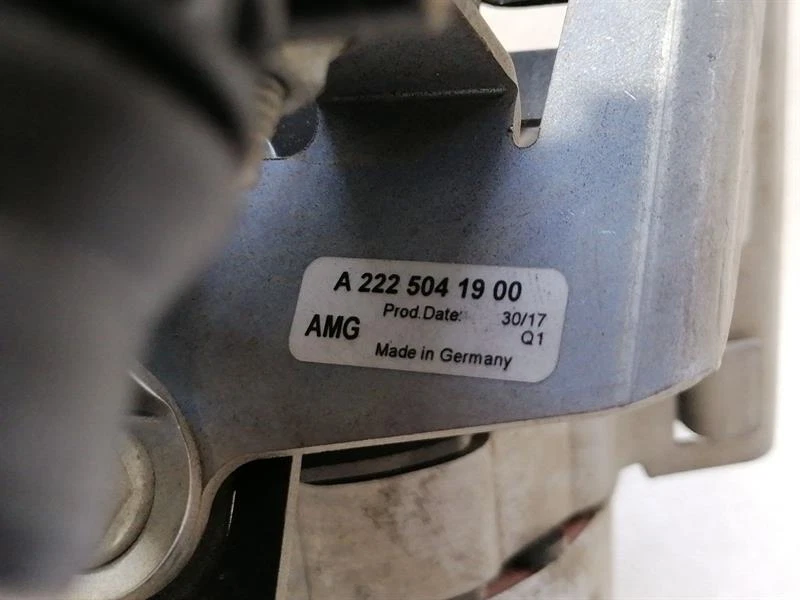 A 222 504 19 00
Prod.Date: 30/17
AMG Q1
Made in Germany